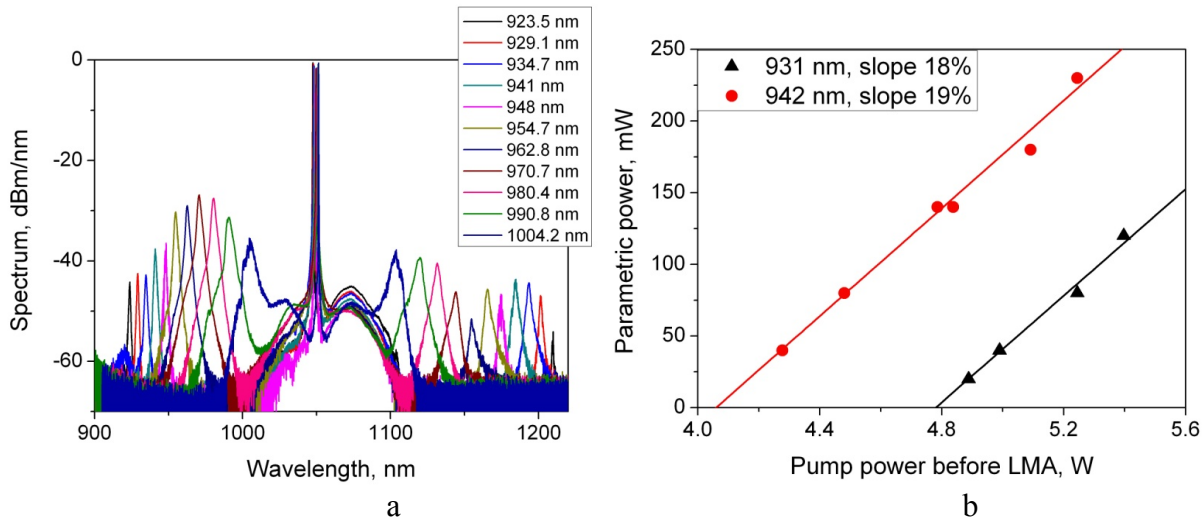 923.5 nm
929.1 nm
934.7 nm
941 nm
948 nm
954.7 nm
962.8 nm
970.7 nm
980.4 nm
990.8 nm
1004.2 nm
0
-20
-40
-60
Spectrum, dBm/nm
900 1000 1100 1200
Wavelength, nm
a
931 nm, slope 18%
942 nm, slope 19%
250
200
150
100
50
0
Parametric power, mW
4.0 4.4 4.8 5.2 5.6
Pump power before LMA, W
b